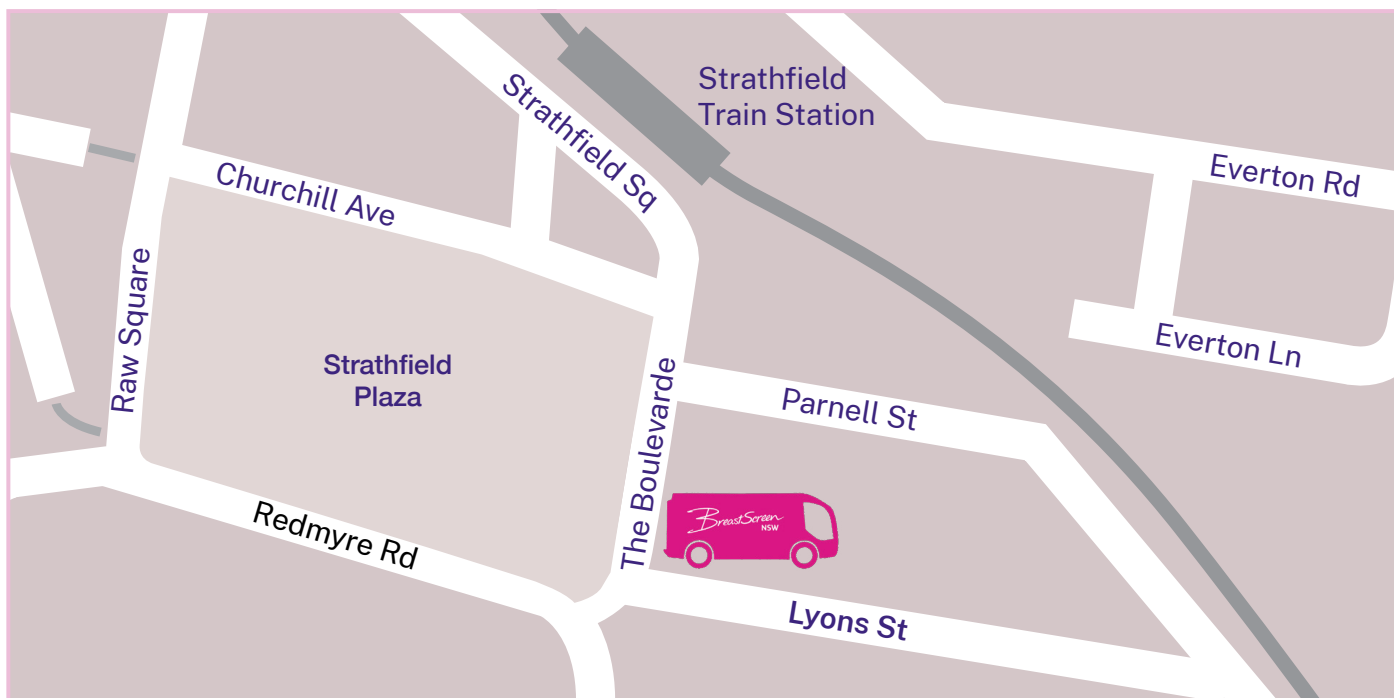 Strathfield
Train Station
Strathfield Sq
Everton Rd
Churchill Ave
Raw Square
Everton Ln
Strathfield
Plaza
The Boulevarde
Parnell St
BreastScreen
NSW
Redmyre Rd
Lyons St